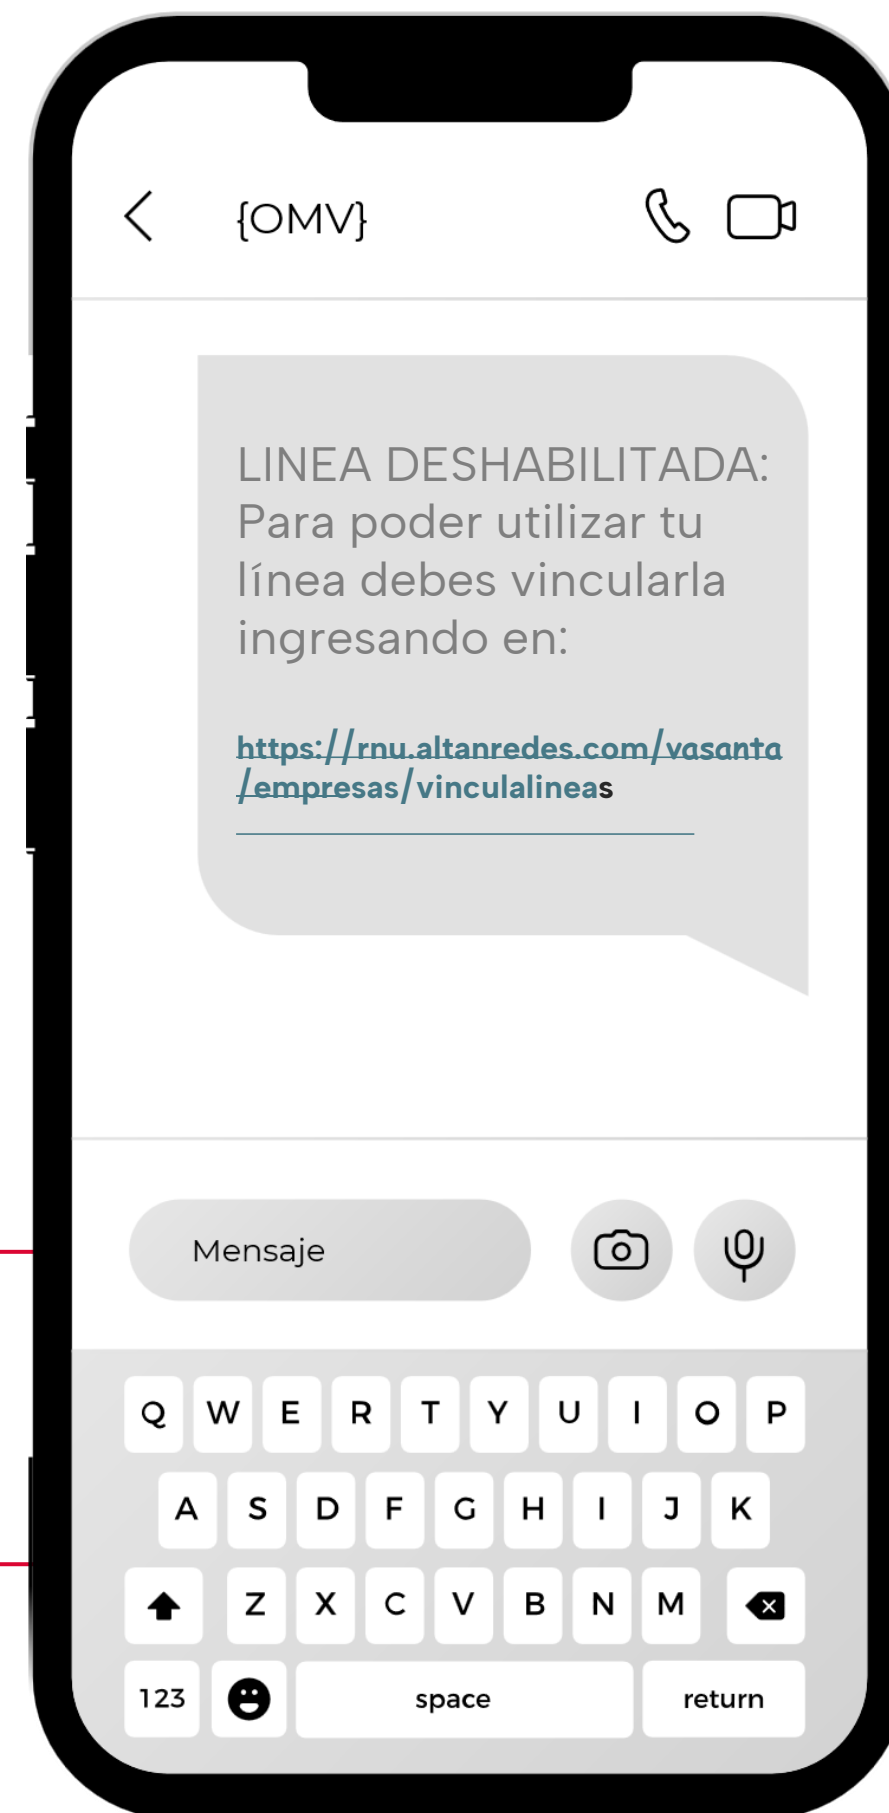 {OMV}
LINEA DESHABILITADA:
Para poder utilizar tu
línea debes vincularla
ingresando en:
https://rnu.altanredes.com/vasanta
/empresas/vinculalineas
Mensaje
Q W E R T Y U I O P
A S D F G H I J K
Z X C V B N M
123 space return